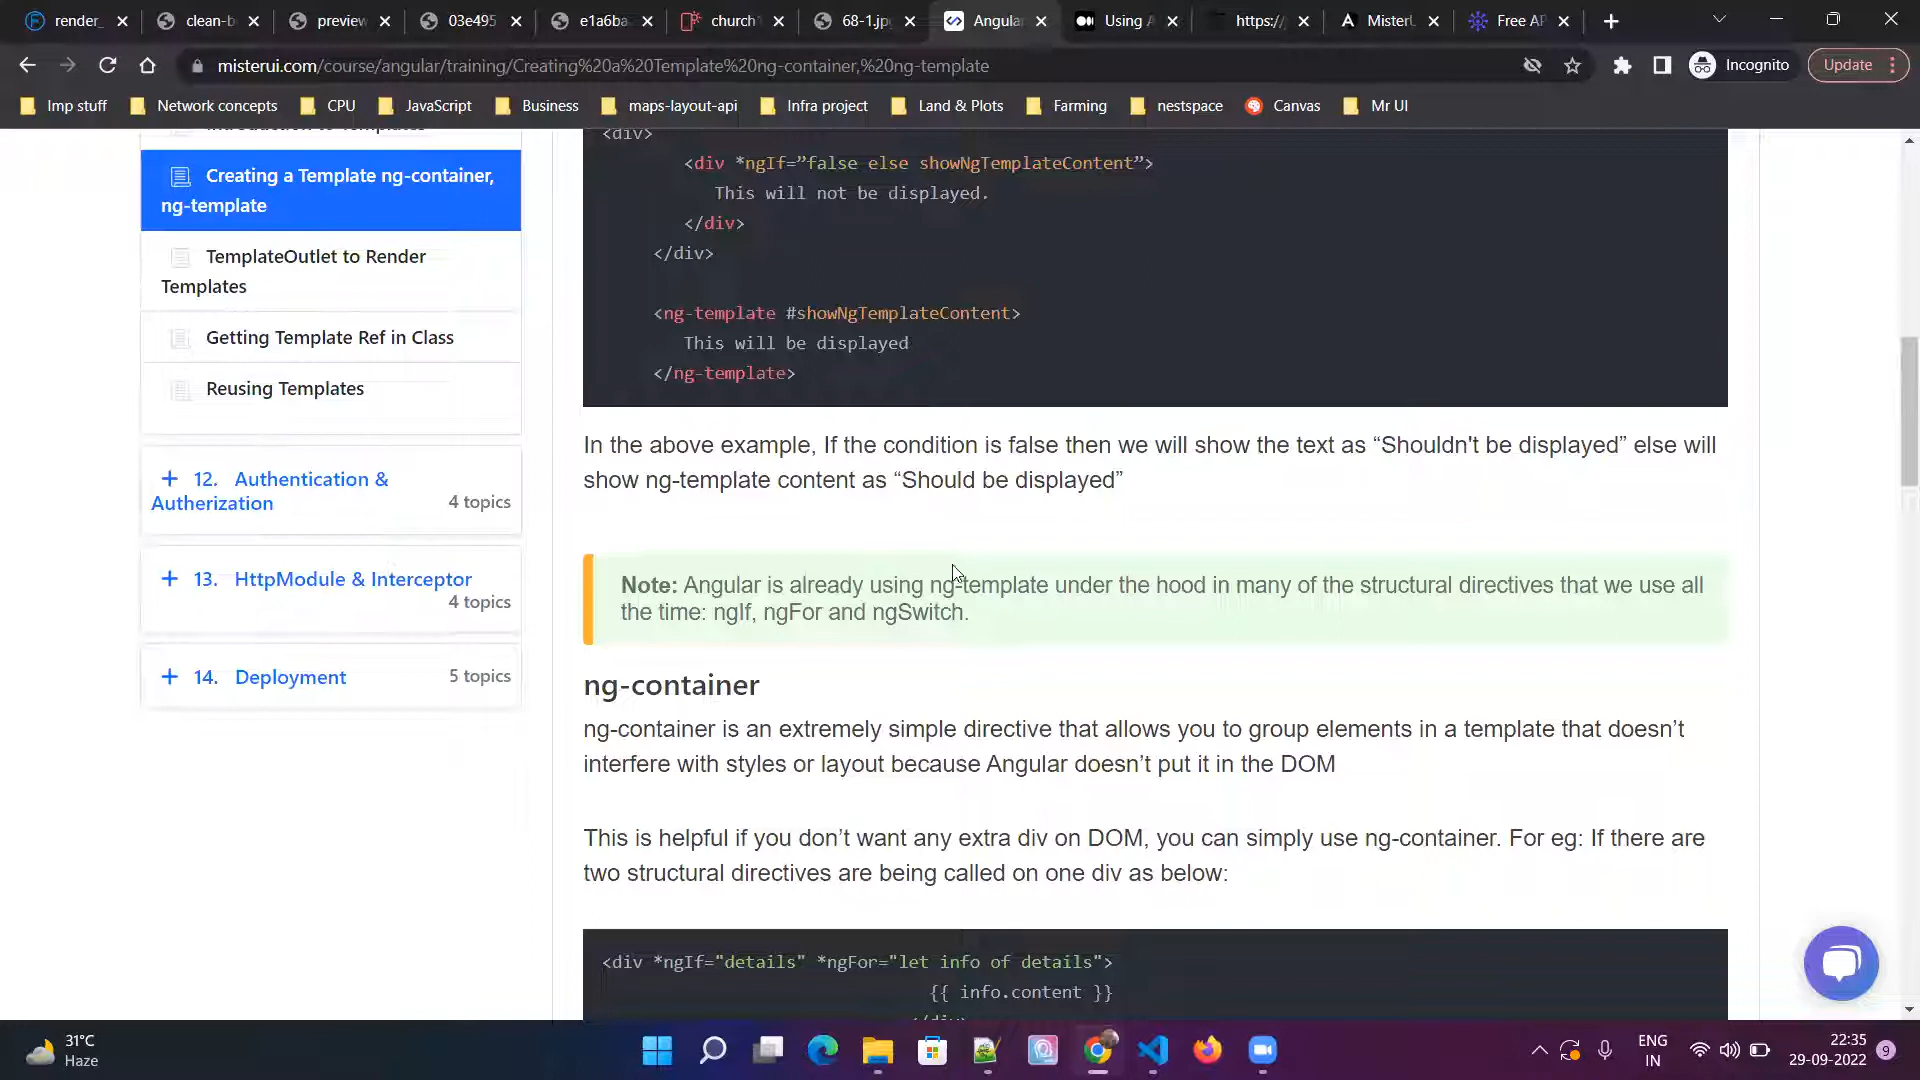 render_
clean-b
preview
03e495
e1a6ba
church
68-1.jp
Angular
Using A
https:/
MisterU
Free AP
misterui.com/course/angular/training/Creating%20a%20Template%20ng-container,%20ng-template
Incognito
Update
Imp stuff
Network concepts
CPU
JavaScript
Business
maps-layout-api
Infra project
Land & Plots
Farming
nestspace
Canvas
Mr UI
Introduction to Templates
Creating a Template ng-container,
ng-template
TemplateOutlet to Render
Templates
Getting Template Ref in Class
Reusing Templates
+ 12. Authentication &
Autherization 4 topics
+ 13. HttpModule & Interceptor
4 topics
+ 14. Deployment 5 topics
<div>
<div *ngIf=”false else showNgTemplateContent”>
This will not be displayed.
</div>
</div>
<ng-template #showNgTemplateContent>
This will be displayed
</ng-template>
In the above example, If the condition is false then we will show the text as “Shouldn't be displayed” else will
show ng-template content as “Should be displayed”
Note: Angular is already using ng-template under the hood in many of the structural directives that we use all
the time: ngIf, ngFor and ngSwitch.
ng-container
ng-container is an extremely simple directive that allows you to group elements in a template that doesn’t
interfere with styles or layout because Angular doesn’t put it in the DOM
This is helpful if you don’t want any extra div on DOM, you can simply use ng-container. For eg: If there are
two structural directives are being called on one div as below:
<div *ngIf="details" *ngFor="let info of details">
{{ info.content }}
</div>
31°C
Haze
ENG
IN
22:35
29-09-2022
9